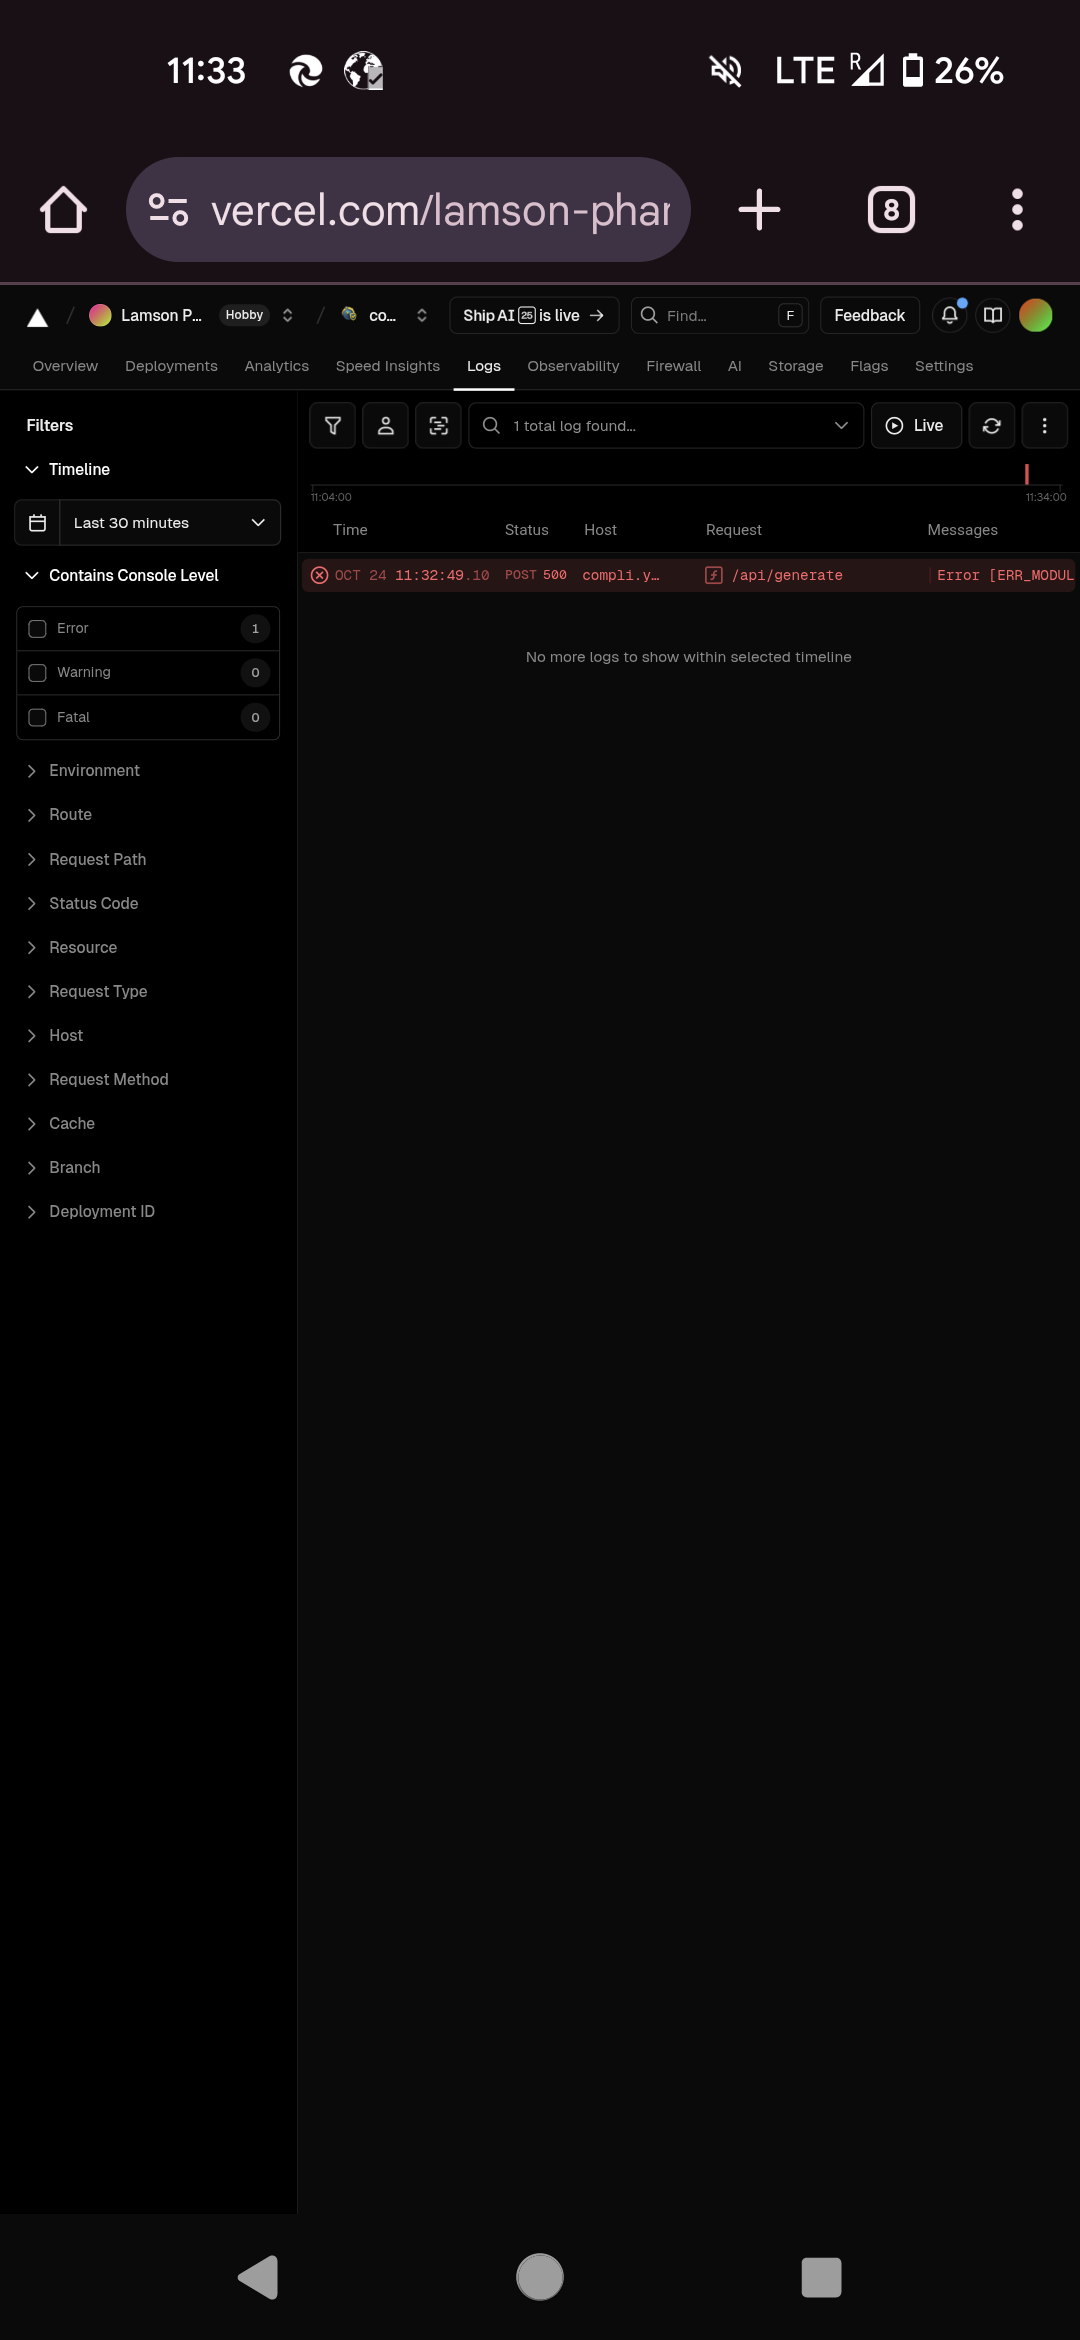 11:33
LTE R 26%
vercel.com/lamson-phar
8
Lamson P... Hobby
co...
Ship AI 25 is live →
Find...
F
Feedback
Overview
Deployments
Analytics
Speed Insights
Logs
Observability
Firewall
AI
Storage
Flags
Settings
Filters
1 total log found...
Live
Timeline
11:04:00
11:34:00
Last 30 minutes
Time
Status
Host
Request
Messages
Contains Console Level
OCT 24 11:32:49.10 POST 500 compli.y… /api/generate Error [ERR_MODUL
Error 1
Warning 0
Fatal 0
No more logs to show within selected timeline
Environment
Route
Request Path
Status Code
Resource
Request Type
Host
Request Method
Cache
Branch
Deployment ID